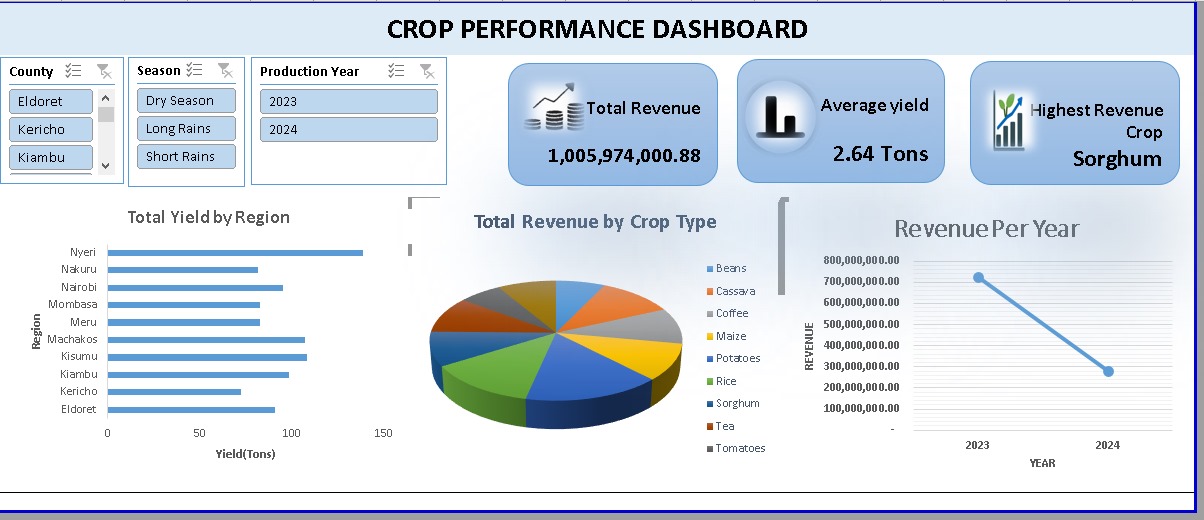 CROP PERFORMANCE DASHBOARD
County
Eldoret
Kericho
Kiambu
Season
Dry Season
Long Rains
Short Rains
Production Year
2023
2024
Total Revenue
1,005,974,000.88
Average yield
2.64 Tons
Highest Revenue
Crop
Sorghum
Total Yield by Region
Region
Nyeri
Nakuru
Nairobi
Mombasa
Meru
Machakos
Kisumu
Kiambu
Kericho
Eldoret
0 50 100 150
Yield(Tons)
Total Revenue by Crop Type
Beans
Cassava
Coffee
Maize
Potatoes
Rice
Sorghum
Tea
Tomatoes
Revenue Per Year
REVENUE
800,000,000.00
700,000,000.00
600,000,000.00
500,000,000.00
400,000,000.00
300,000,000.00
200,000,000.00
100,000,000.00
-
2023 2024
YEAR